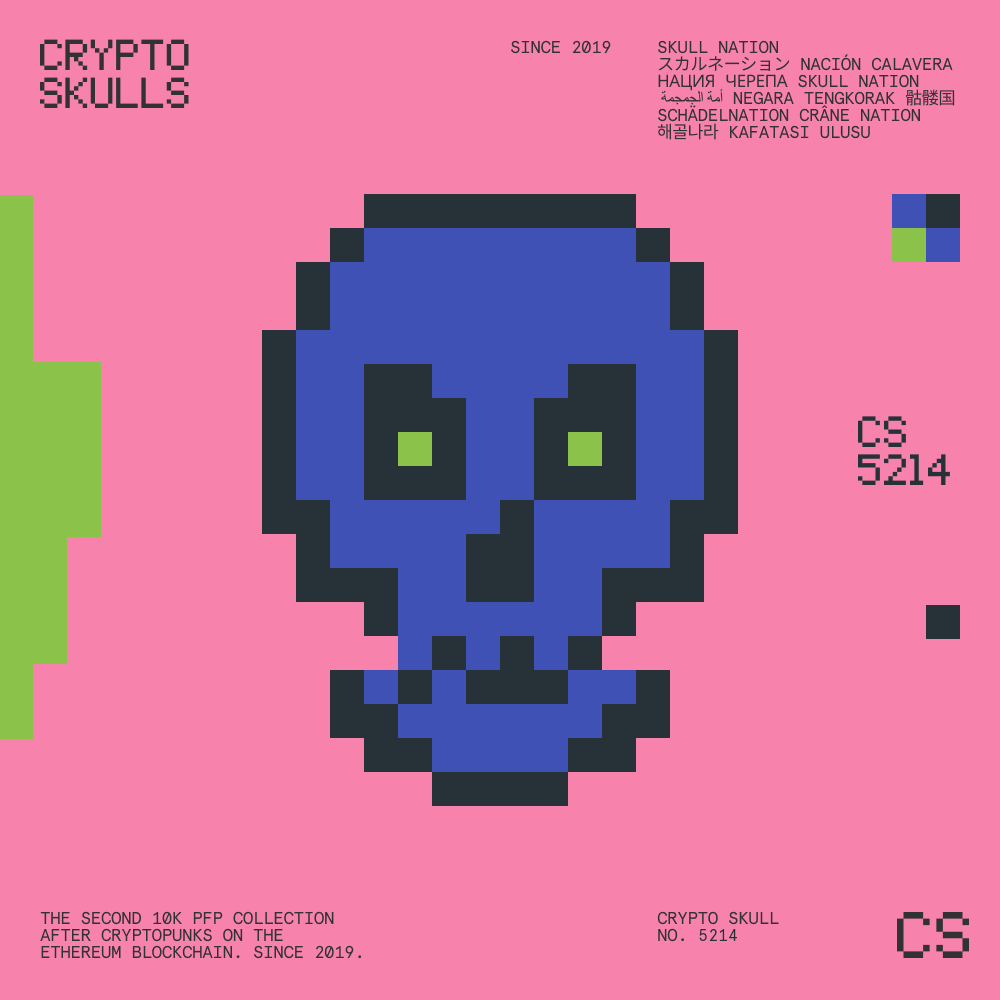 CRYPTO
SKULLS
SINCE 2019
SKULL NATION
スカルネーション NACIÓN CALAVERA
НАЦИЯ ЧЕРЕПА SKULL NATION
أمة الجمجمة NEGARA TENGKORAK 骷髅国
SCHÄDELNATION CRÂNE NATION
해골나라 KAFATASI ULUSU
CS
5214
THE SECOND 10K PFP COLLECTION
AFTER CRYPTOPUNKS ON THE
ETHEREUM BLOCKCHAIN. SINCE 2019.
CRYPTO SKULL
NO. 5214
CS